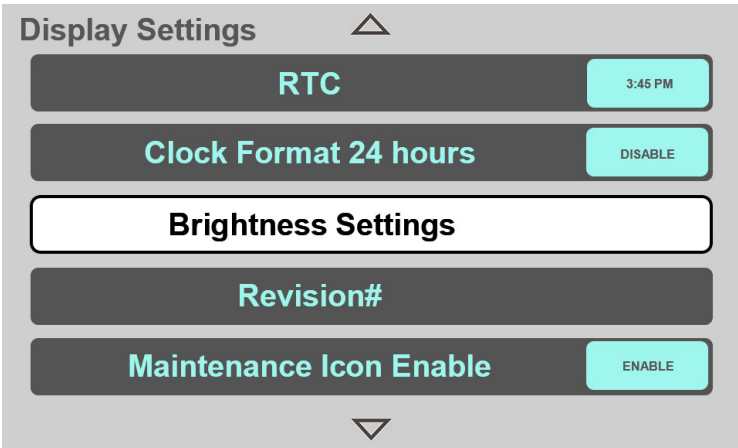 Display Settings
RTC
3:45 PM
Clock Format 24 hours
DISABLE
Brightness Settings
Revision#
Maintenance Icon Enable
ENABLE